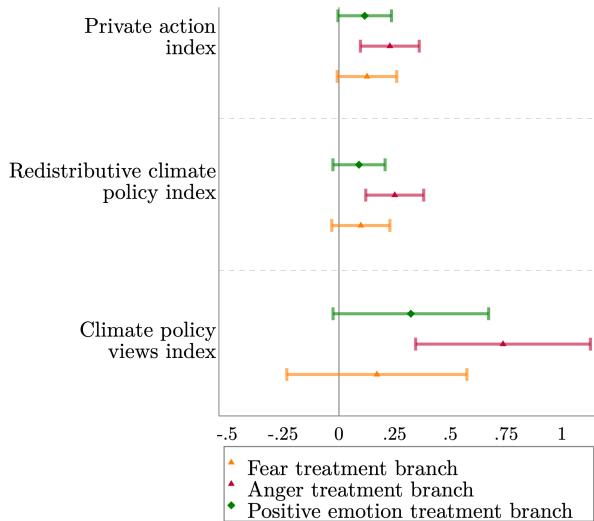 Private action
index
Redistributive climate
policy index
Climate policy
views index
-.5 -.25 0 .25 .5 .75 1
Fear treatment branch
Anger treatment branch
Positive emotion treatment branch